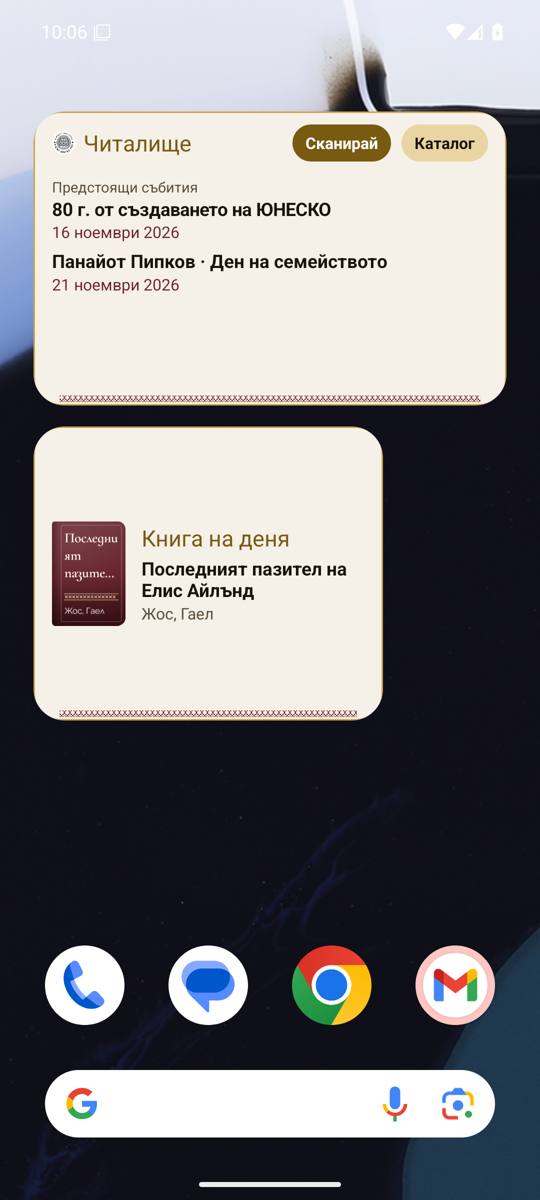 10:06
Читалище
Сканирай
Каталог
Предстоящи събития
80 г. от създаването на ЮНЕСКО
16 ноември 2026
Панайот Пипков · Ден на семейството
21 ноември 2026
Последни
ят
пазите...
Жос, Гаел
Книга на деня
Последният пазител на
Елис Айлънд
Жос, Гаел